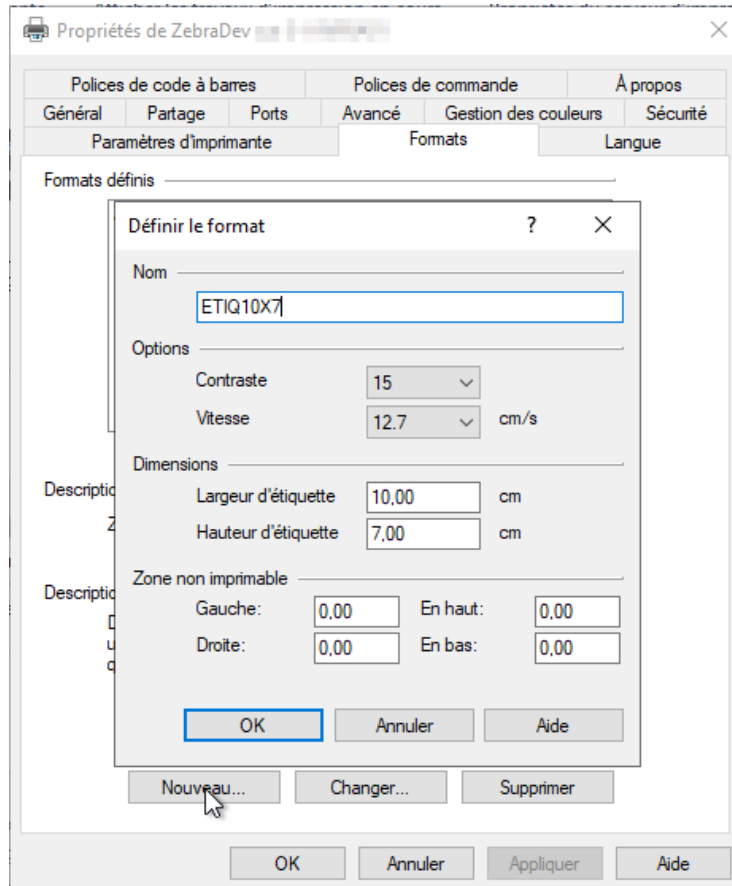 Propriétés de ZebraDev
Polices de code à barres Polices de commande À propos
Général Partage Ports Avancé Gestion des couleurs Sécurité
Paramètres d'imprimante Formats Langue
Formats définis
Définir le format ?
Nom
ETIQ10X7
Options
Contraste 15
Vitesse 12.7 cm/s
Dimensions
Largeur d'étiquette 10,00 cm
Hauteur d'étiquette 7,00 cm
Zone non imprimable
Gauche: 0,00 En haut: 0,00
Droite: 0,00 En bas: 0,00
OK Annuler Aide
Nouveau... Changer... Supprimer
OK Annuler Appliquer Aide